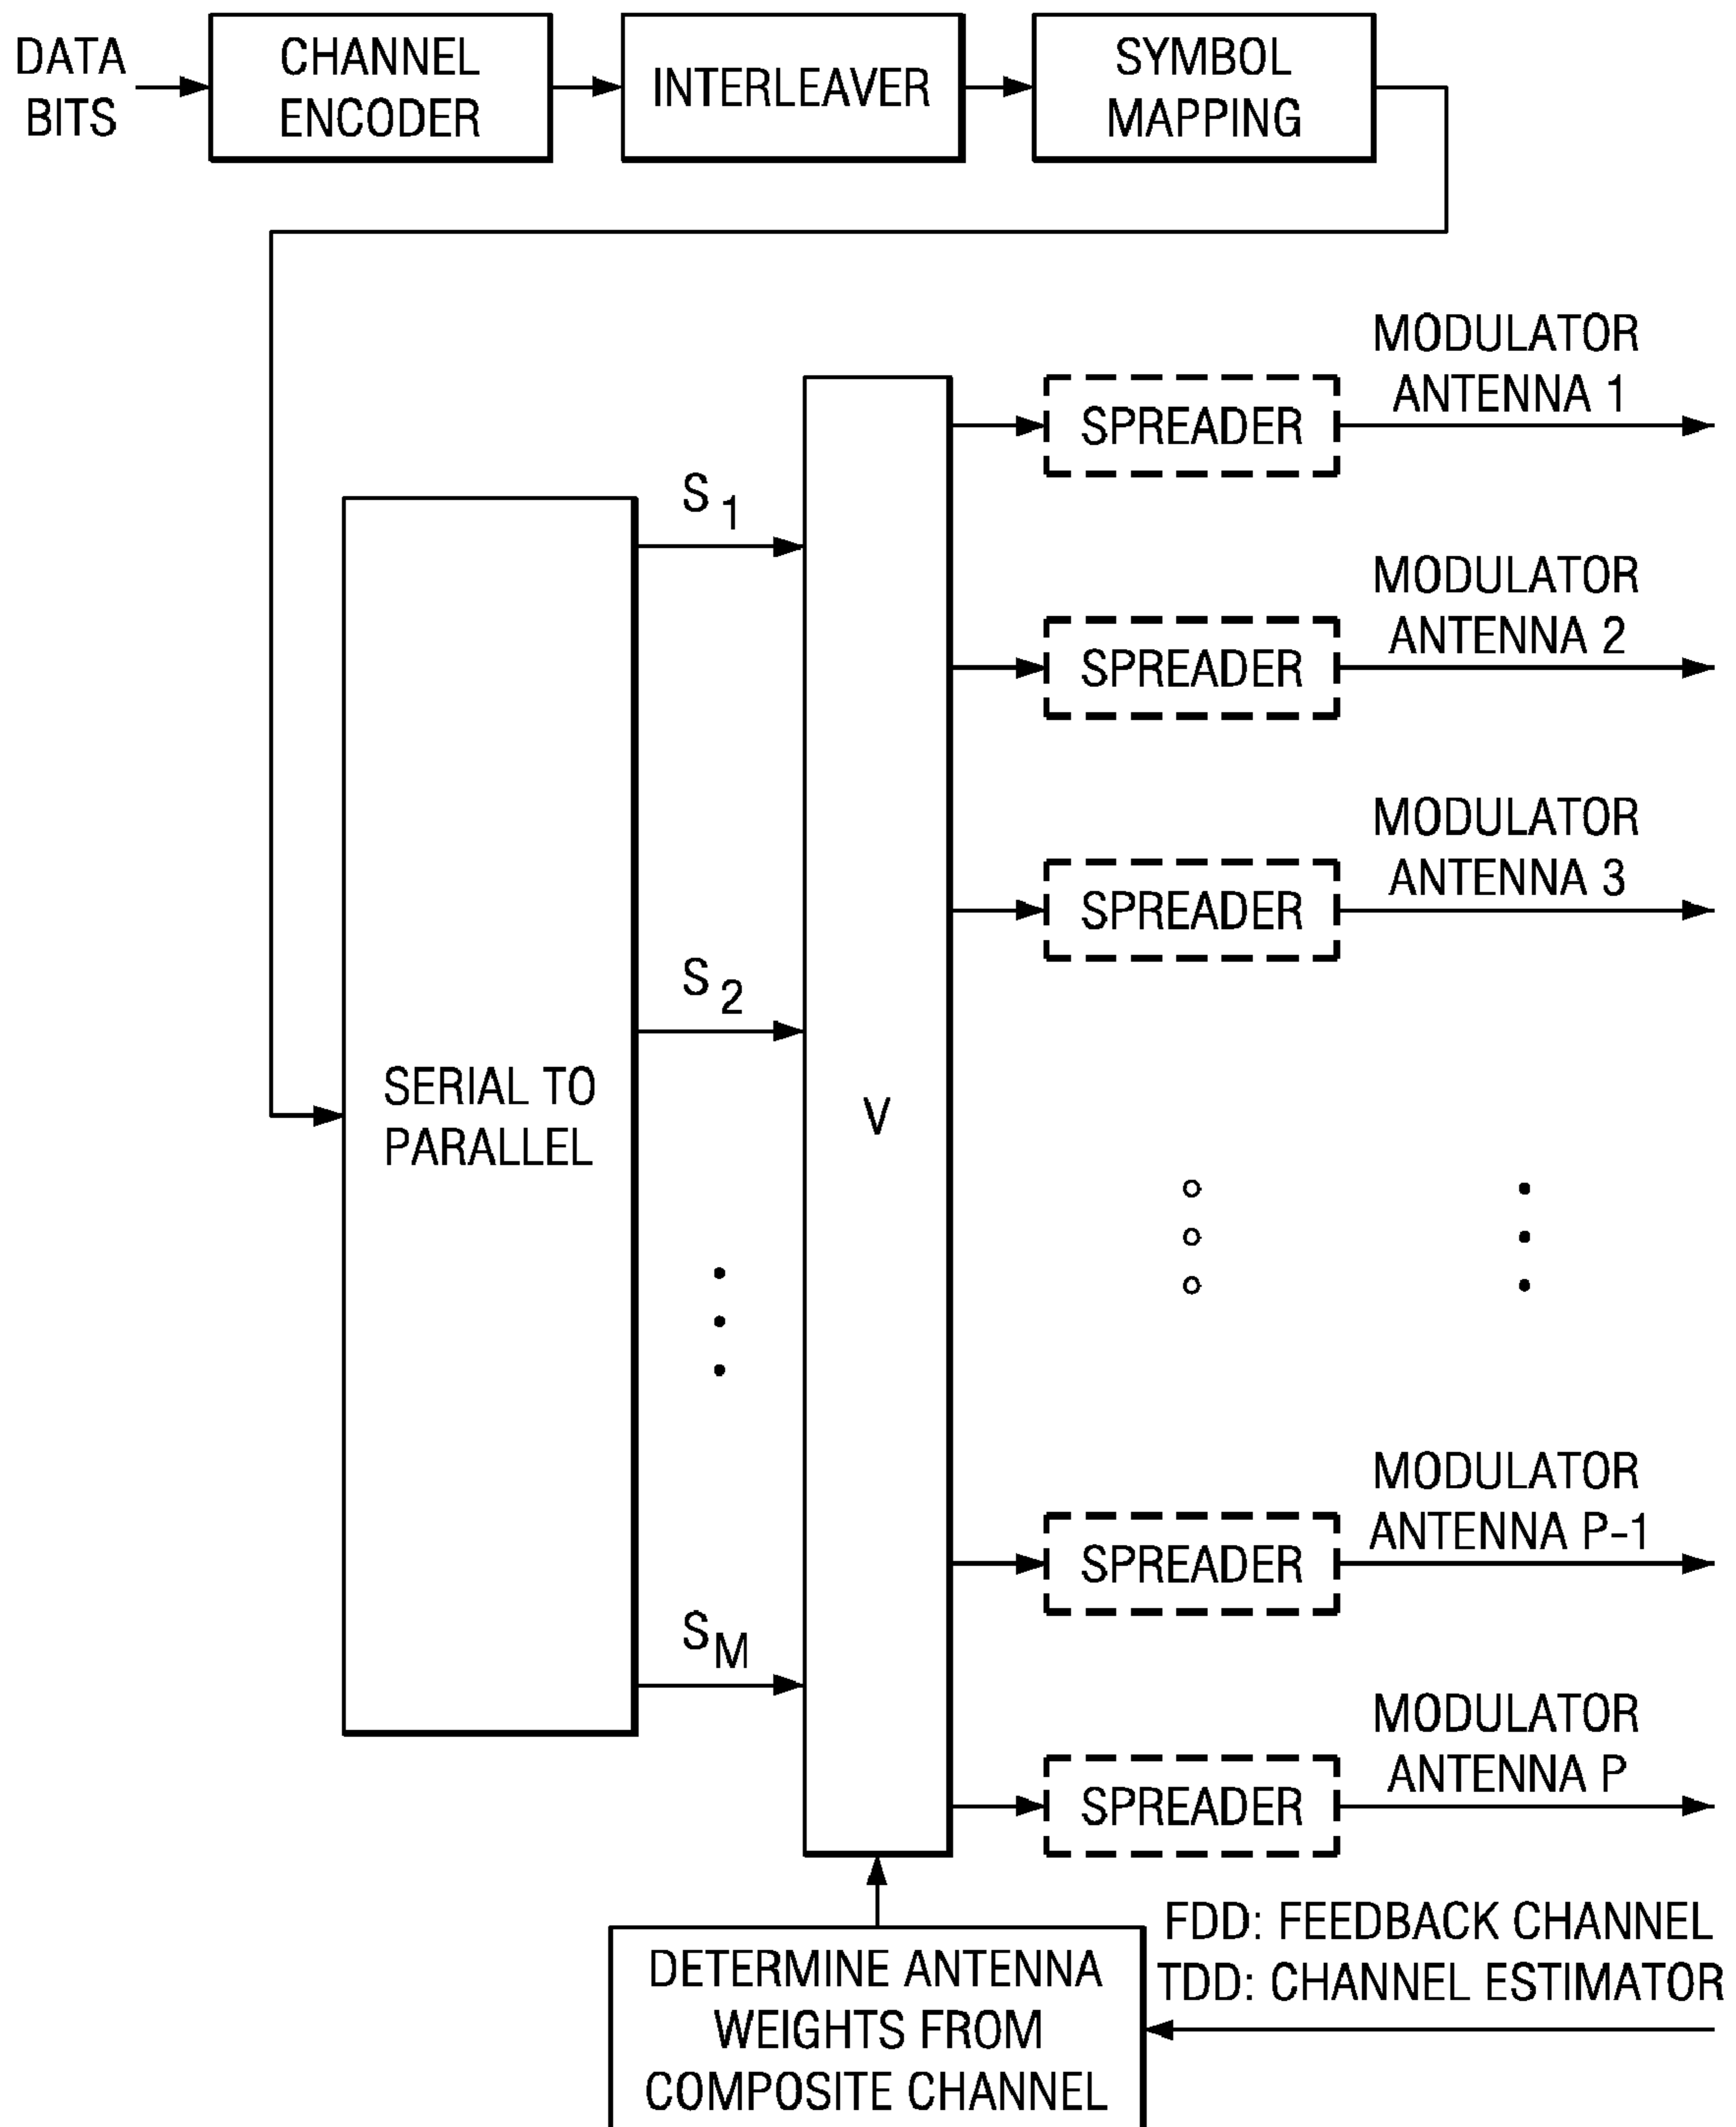 DATA
BITS
CHANNEL
ENCODER
INTERLEAVER
SYMBOL
MAPPING
MODULATOR
ANTENNA 1
SPREADER
S1
MODULATOR
ANTENNA 2
SPREADER
MODULATOR
ANTENNA 3
SPREADER
S2
SERIAL TO
PARALLEL
V
MODULATOR
ANTENNA P-1
SPREADER
SM
MODULATOR
ANTENNA P
SPREADER
FDD: FEEDBACK CHANNEL
TDD: CHANNEL ESTIMATOR
DETERMINE ANTENNA
WEIGHTS FROM
COMPOSITE CHANNEL